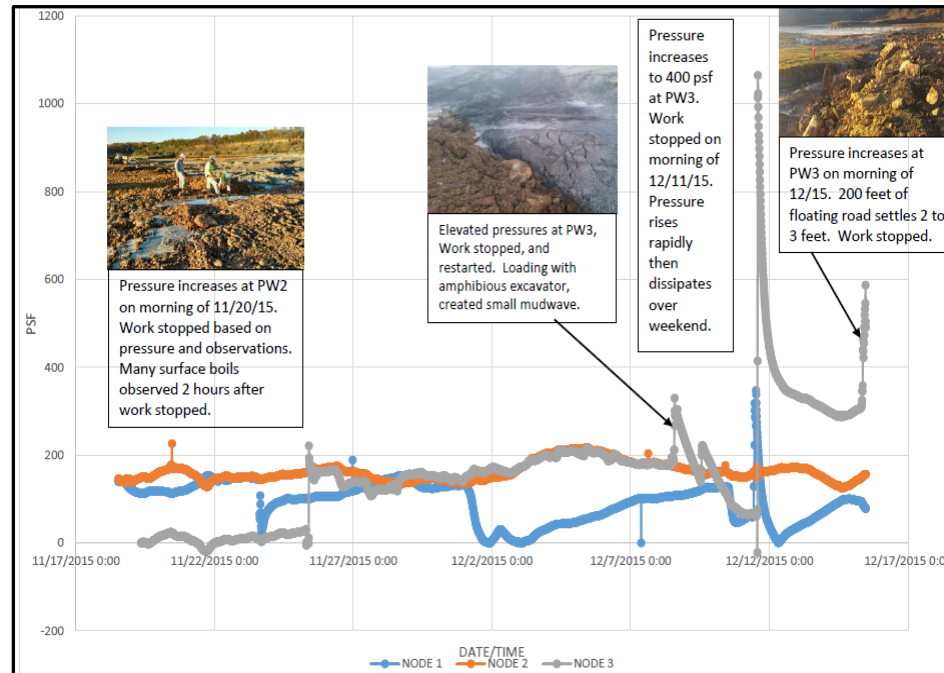 1200
1000
800
600
400
200
0
-200
PSF
Pressure increases at PW2
on morning of 11/20/15.
Work stopped based on
pressure and observations.
Many surface boils
observed 2 hours after
work stopped.
Elevated pressures at PW3,
Work stopped, and
restarted. Loading with
amphibious excavator,
created small mudwave.
Pressure
increases
to 400 psf
at PW3.
Work
stopped on
morning of
12/11/15.
Pressure
rises
rapidly
then
dissipates
over
weekend.
Pressure increases at
PW3 on morning of
12/15. 200 feet of
floating road settles 2 to
3 feet. Work stopped.
11/17/2015 0:00
11/22/2015 0:00
11/27/2015 0:00
12/2/2015 0:00
12/7/2015 0:00
12/12/2015 0:00
12/17/2015 0:00
DATE/TIME
NODE 1
NODE 2
NODE 3